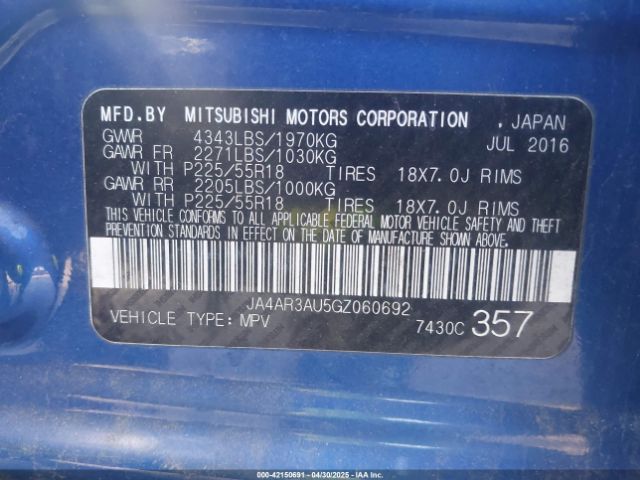 MFD.BY MITSUBISHI MOTORS CORPORATION , JAPAN
GVWR 4343LBS/1970KG JUL 2016
GAWR FR 2271LBS/1030KG
WITH P225/55R18 TIRES 18X7.0J RIMS
GAWR RR 2205LBS/1000KG
WITH P225/55R18 TIRES 18X7.0J RIMS
THIS VEHICLE CONFORMS TO ALL APPLICABLE FEDERAL MOTOR VEHICLE SAFETY AND THEFT
PREVENTION STANDARDS IN EFFECT ON THE DATE OF MANUFACTURE SHOWN ABOVE.
JA4AR3AU5GZ060692
VEHICLE TYPE: MPV 7430C 357
000-42150691 - 04/30/2025 - IAAI.COM